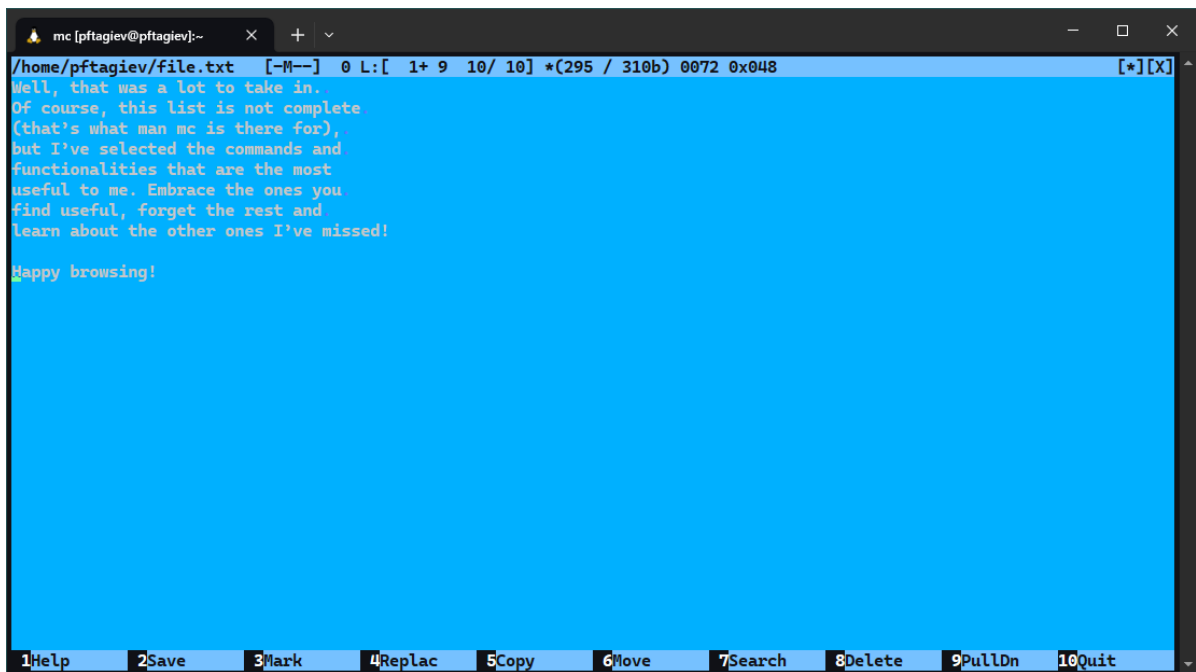 mc [pftagiev@pftagiev]:~
/home/pftagiev/file.txt [-M--] 0 L:[ 1+ 9 10/ 10] *(295 / 310b) 0072 0x048 [*][X]
Well, that was a lot to take in..
Of course, this list is not complete.
(that’s what man mc is there for),.
but I’ve selected the commands and.
functionalities that are the most
useful to me. Embrace the ones you.
find useful, forget the rest and.
learn about the other ones I’ve missed!
Happy browsing!
1Help 2Save 3Mark 4Replac 5Copy 6Move 7Search 8Delete 9PullDn 10Quit